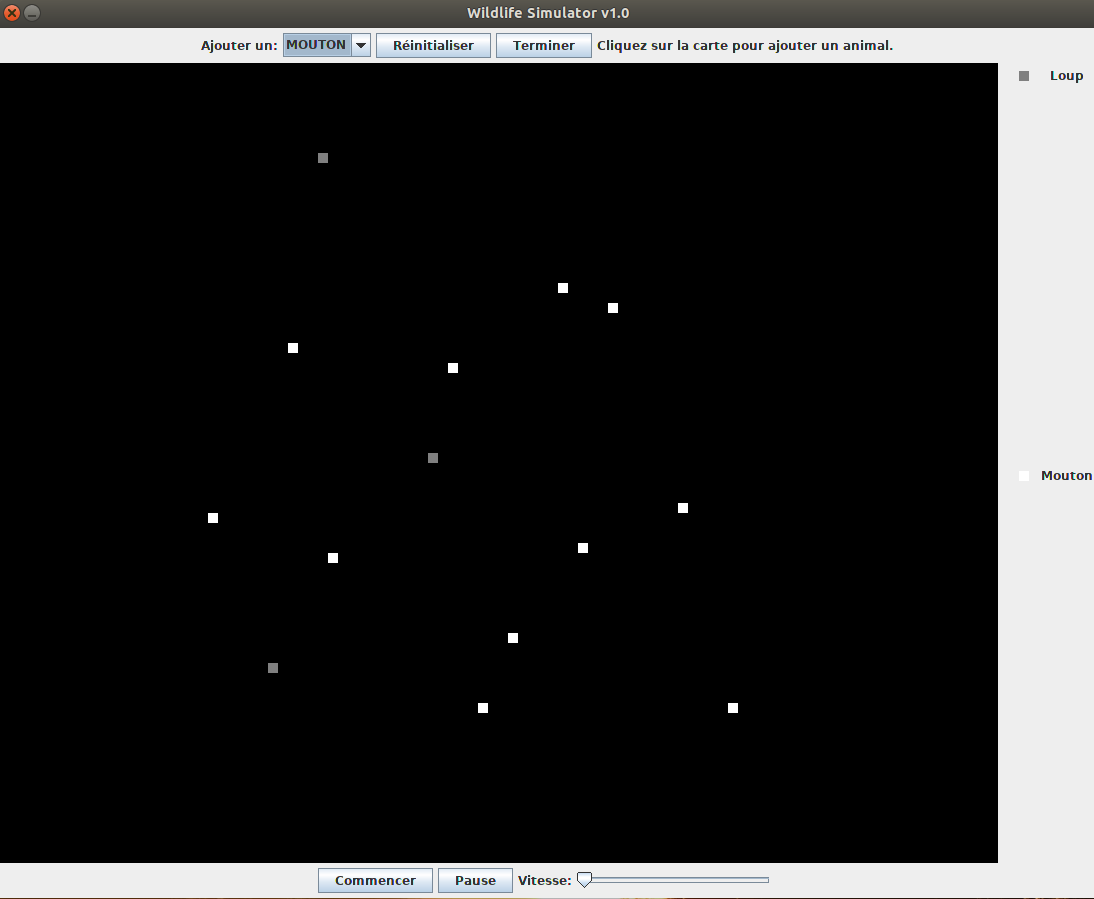 Wildlife Simulator v1.0
Ajouter un: MOUTON Réinitialiser Terminer Cliquez sur la carte pour ajouter un animal.
Loup
Mouton
Commencer Pause Vitesse: